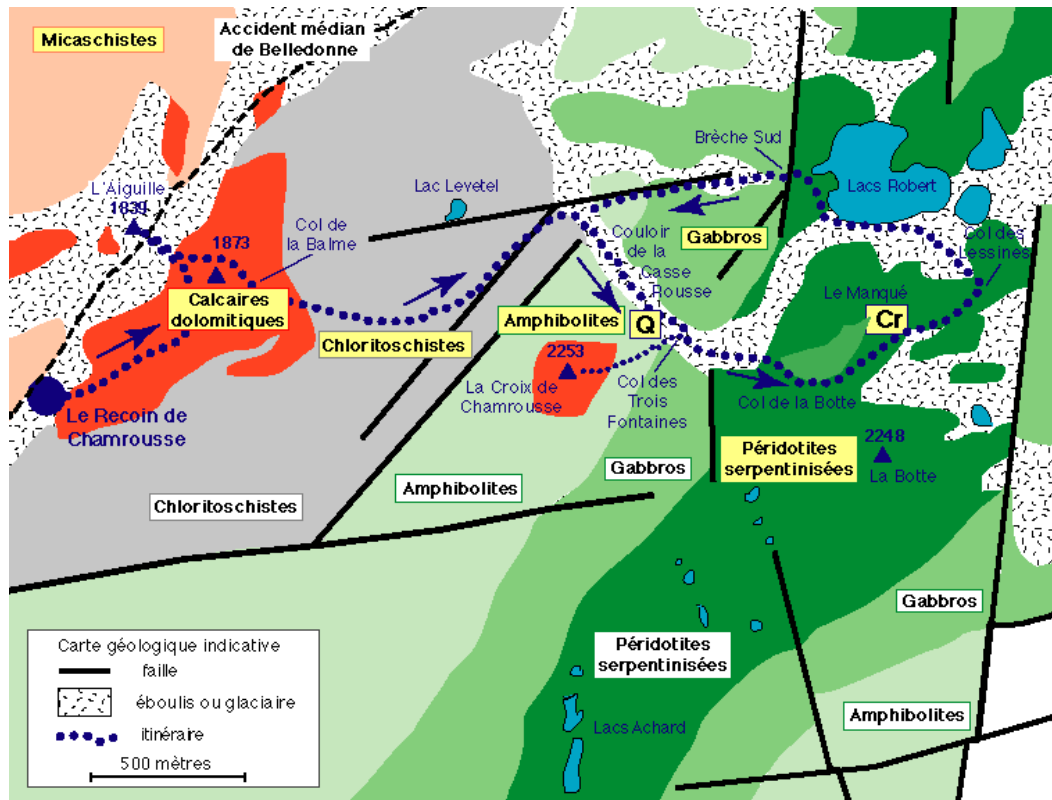 Micaschistes
Accident médian
de Belledonne
Brèche Sud
L'Aiguille
1839
Lac Levetel
Lacs Robert
Col de
la Balme
1873
Couloir
de la
Casse
Rousse
Gabbros
Col des
Lessines
Calcaires
dolomitiques
Le Manqué
Amphibolites
Q
Cr
Chloritoschistes
2253
La Croix de
Chamrousse
Col des
Trois
Fontaines
Col de la Botte
Le Recoin de
Chamrousse
2248
La Botte
Péridotites
serpentinisées
Gabbros
Amphibolites
Chloritoschistes
Gabbros
Péridotites
serpentinisées
Amphibolites
Lacs Achard
Carte géologique indicative
faille
éboulis ou glaciaire
itinéraire
500 mètres